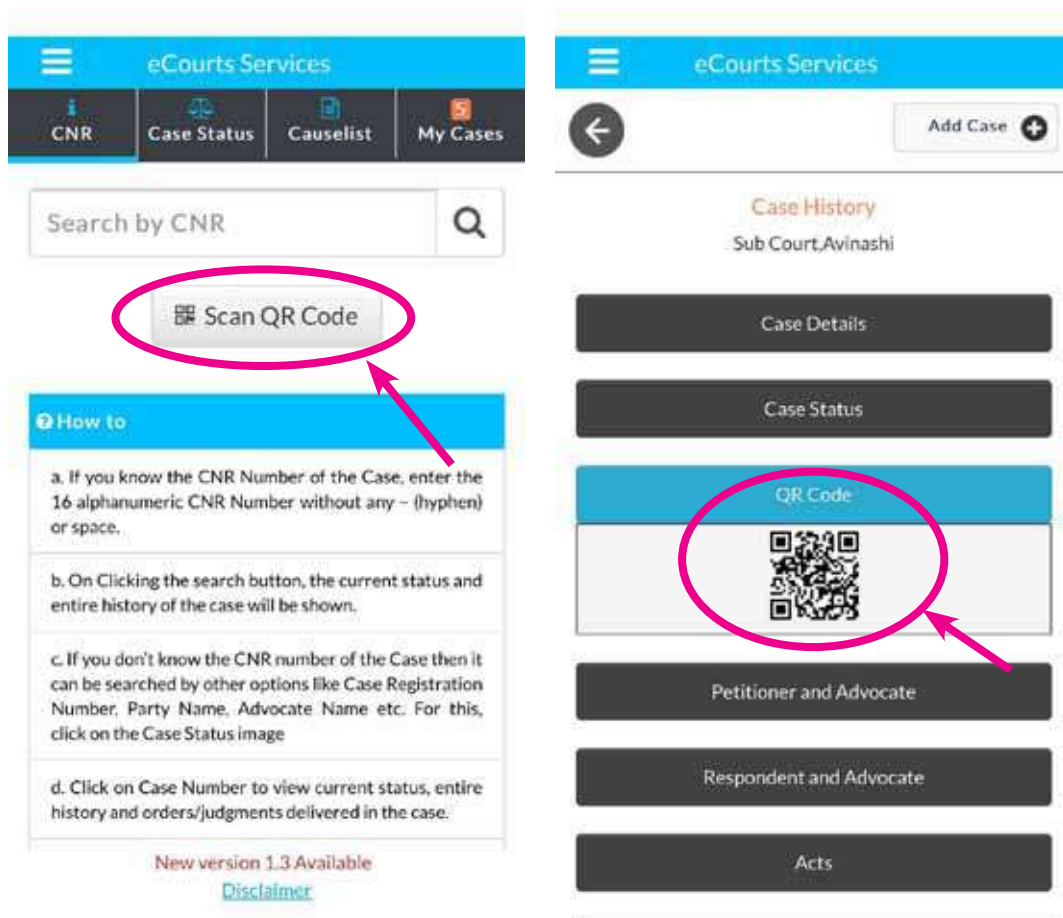 eCourts Services
CNR
Case Status
Causelist
5
My Cases
Search by CNR
Scan QR Code
How to
a. If you know the CNR Number of the Case, enter the
16 alphanumeric CNR Number without any – (hyphen)
or space.
b. On Clicking the search button, the current status and
entire history of the case will be shown.
c. If you don't know the CNR number of the Case then it
can be searched by other options like Case Registration
Number, Party Name, Advocate Name etc. For this,
click on the Case Status image
d. Click on Case Number to view current status, entire
history and orders/judgments delivered in the case.
New version 1.3 Available
Disclaimer
eCourts Services
Add Case
Case History
Sub Court,Avinashi
Case Details
Case Status
QR Code
Petitioner and Advocate
Respondent and Advocate
Acts